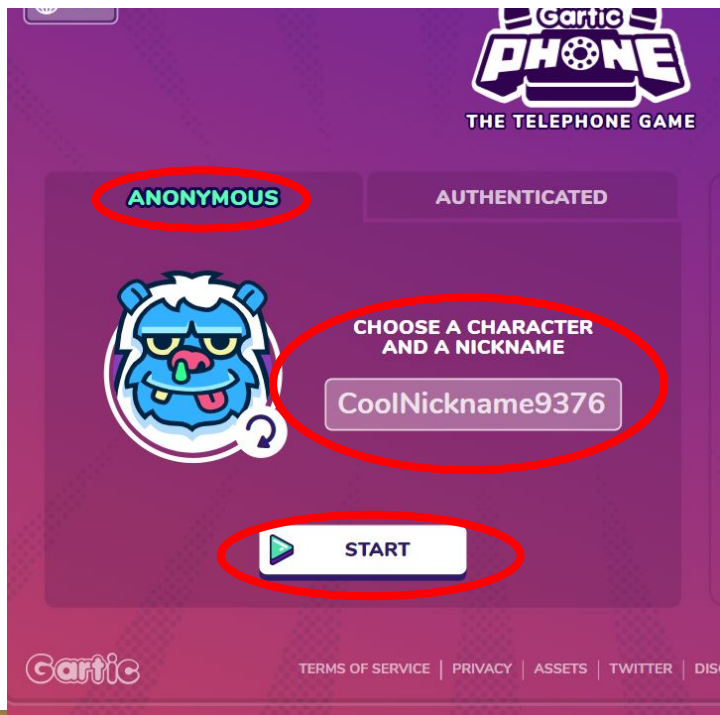 Gartic
PHONE
THE TELEPHONE GAME
ANONYMOUS
AUTHENTICATED
CHOOSE A CHARACTER
AND A NICKNAME
CoolNickname9376
START
Gartic
TERMS OF SERVICE | PRIVACY | ASSETS | TWITTER |